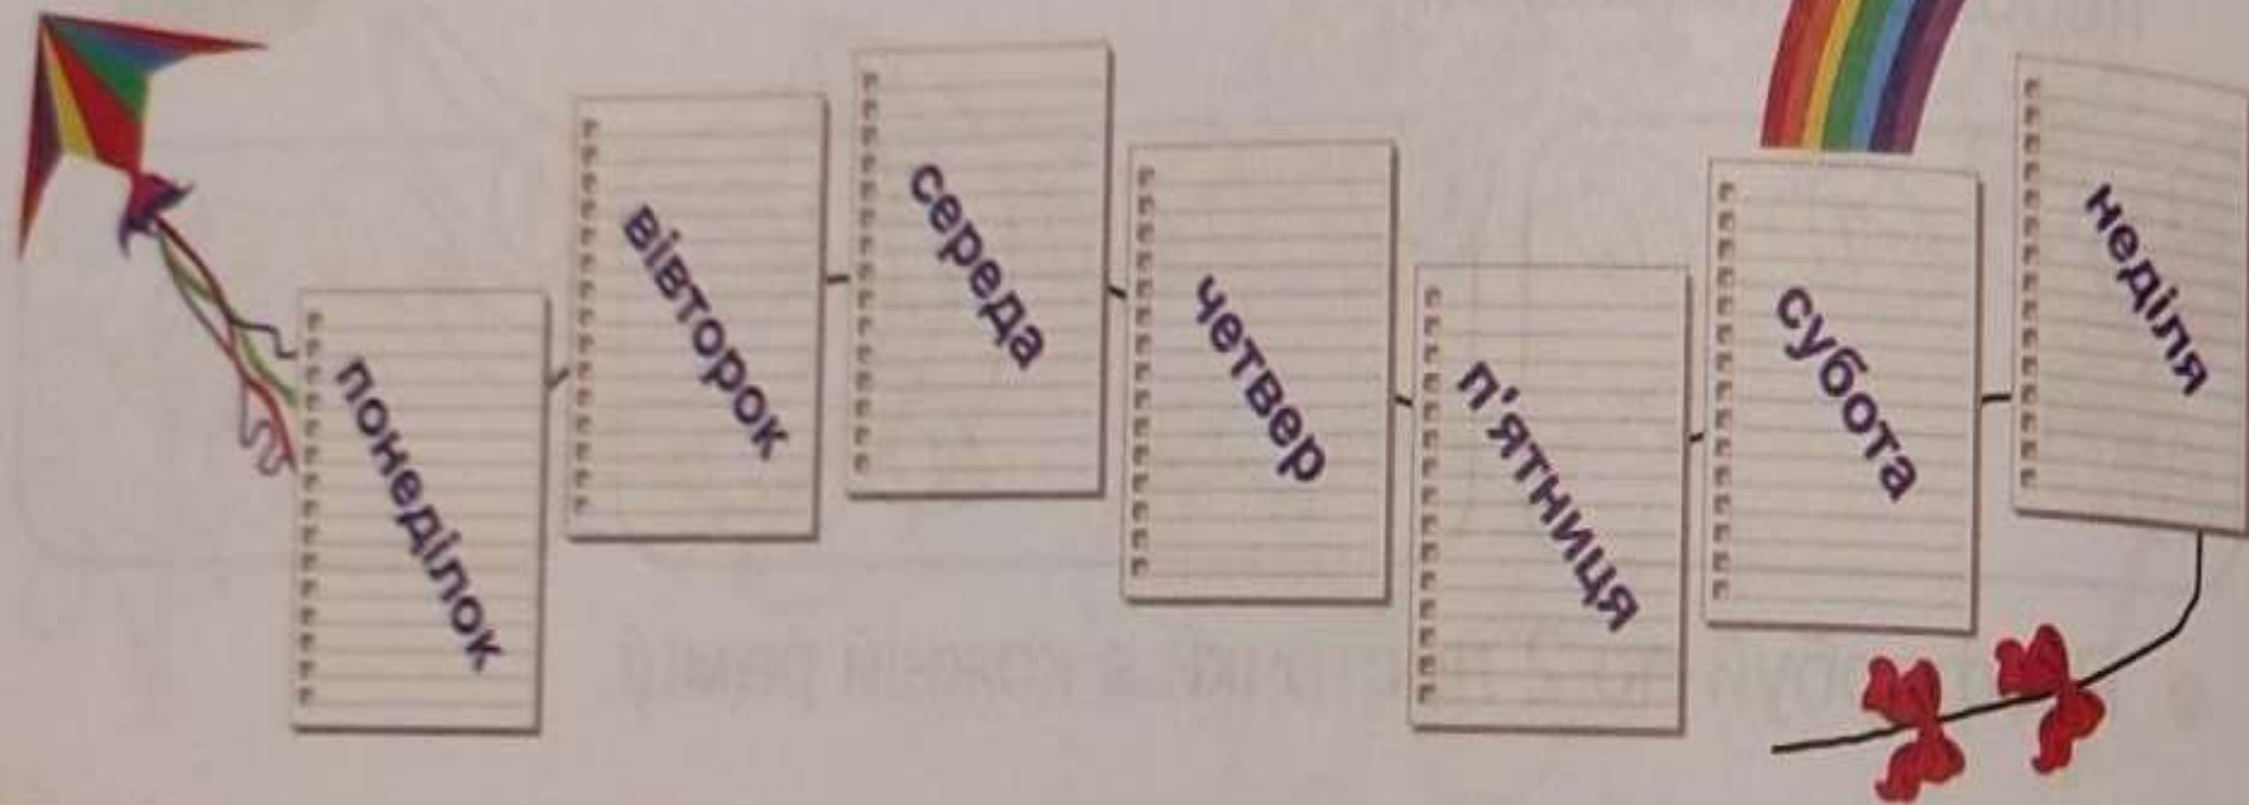 понеділок
вівторок
середа
четвер
п'ятниця
субота
неділя